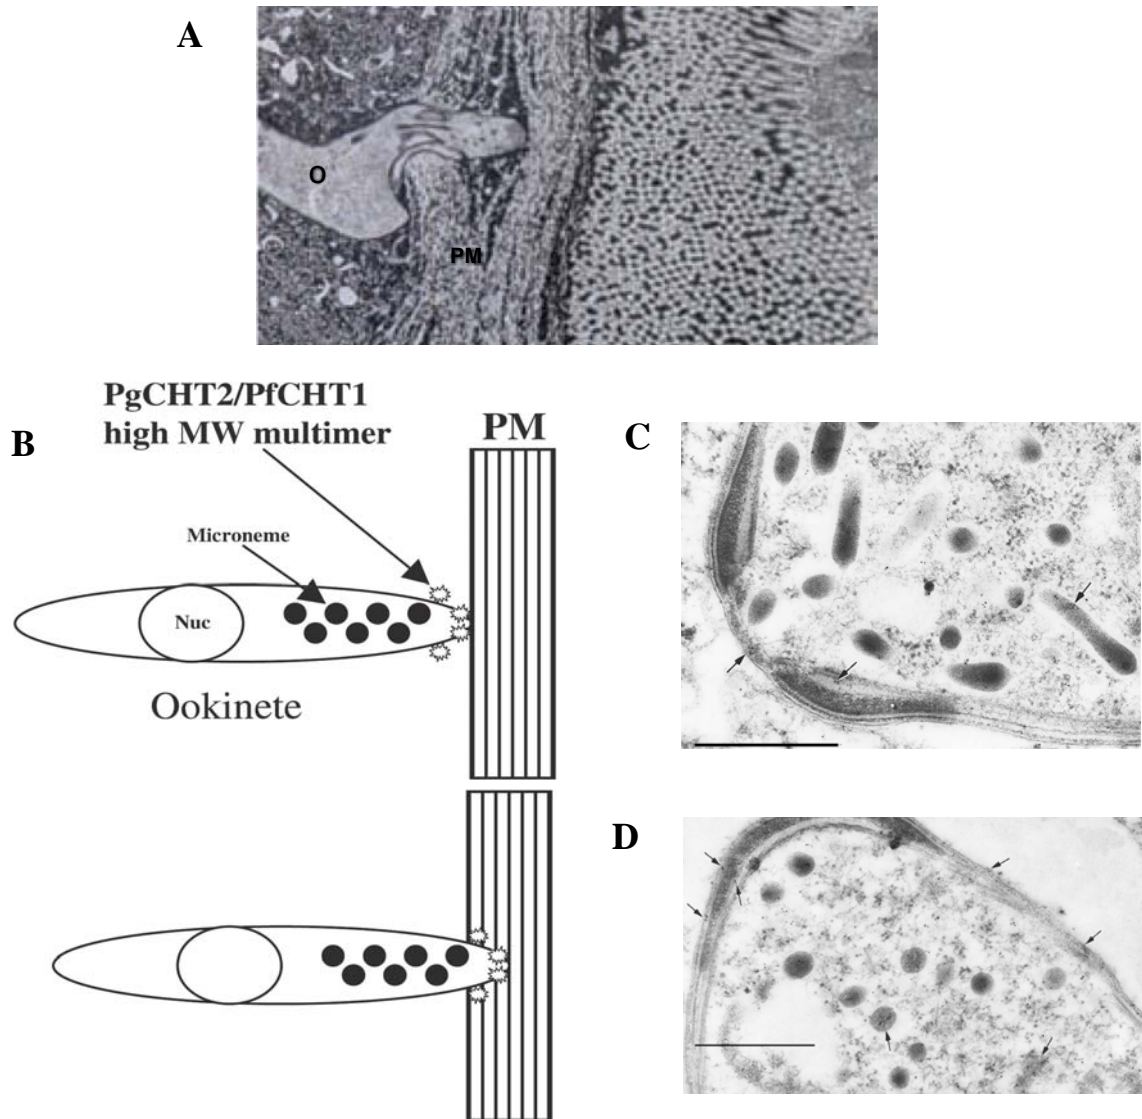 A
O
PM
PgCHT2/PfCHT1
high MW multimer
PM
B
Microneme
Nuc
Ookinete
C
D